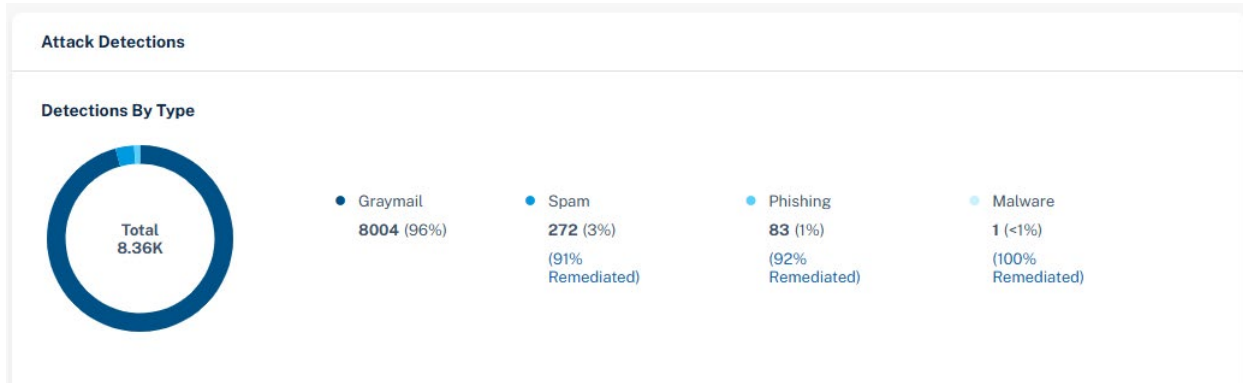 Attack Detections
Detections By Type
Total
8.36K
Graymail
8004 (96%)
Spam
272 (3%)
(91%
Remediated)
Phishing
83 (1%)
(92%
Remediated)
Malware
1 (<1%)
(100%
Remediated)